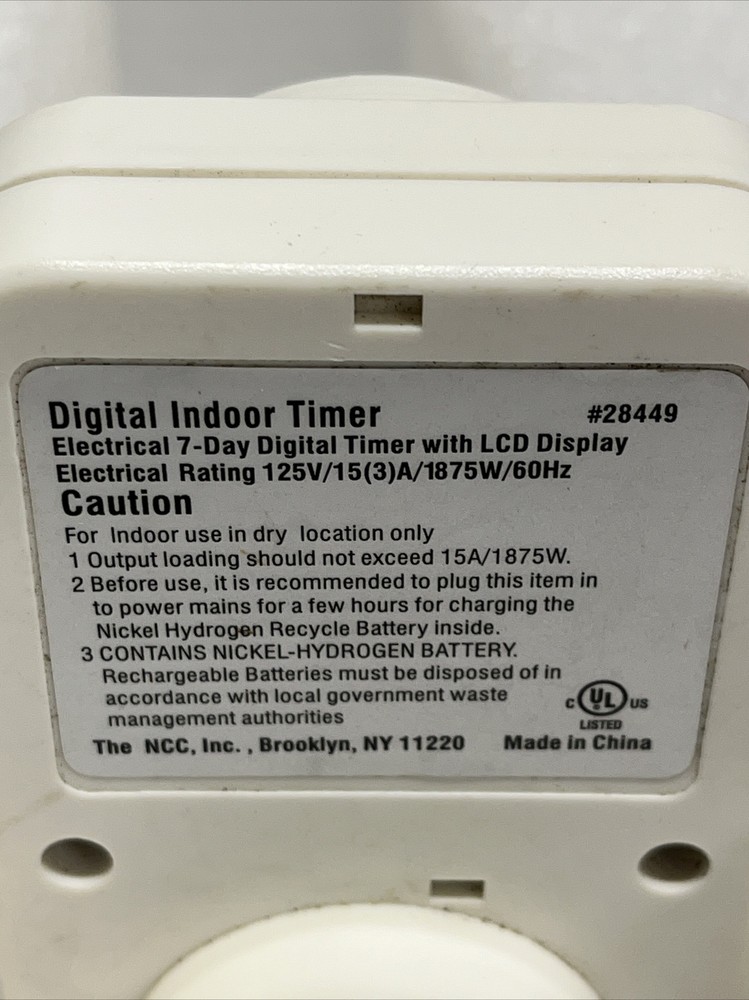 Digital Indoor Timer #28449
Electrical 7-Day Digital Timer with LCD Display
Electrical Rating 125V/15(3)A/1875W/60Hz
Caution
For Indoor use in dry location only
1 Output loading should not exceed 15A/1875W.
2 Before use, it is recommended to plug this item in
to power mains for a few hours for charging the
Nickel Hydrogen Recycle Battery inside.
3 CONTAINS NICKEL-HYDROGEN BATTERY.
Rechargeable Batteries must be disposed of in
accordance with local government waste
management authorities
C UL US
LISTED
The NCC, Inc. , Brooklyn, NY 11220 Made in China